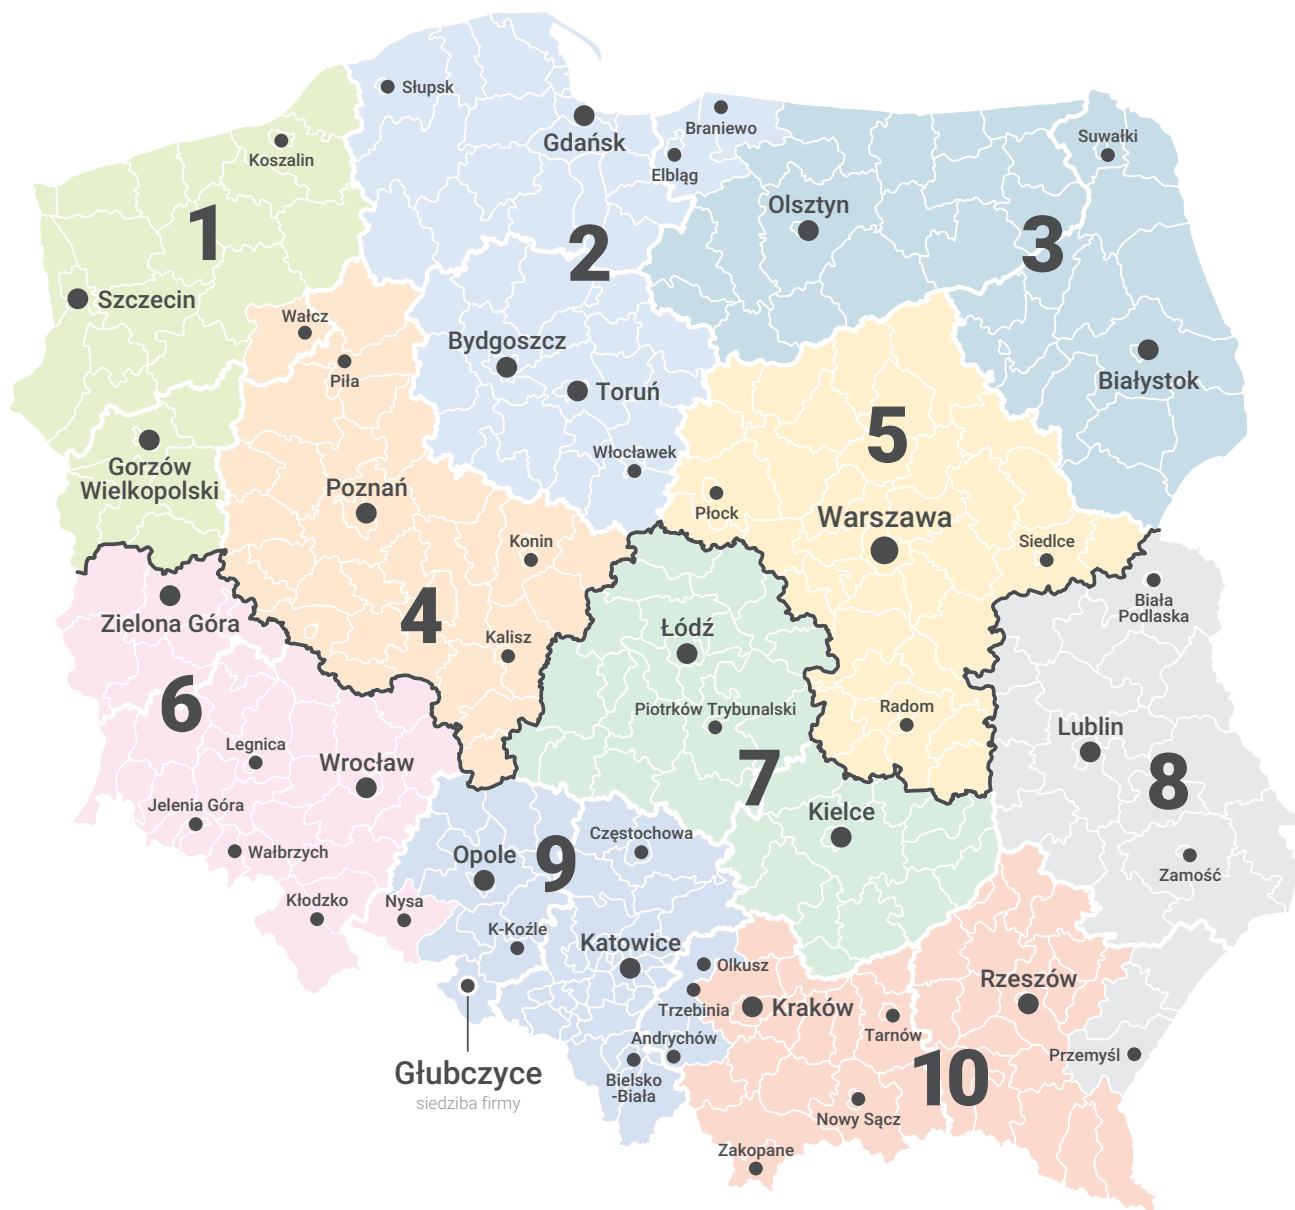 Słupsk
Gdańsk
Braniewo
Elbląg
Koszalin
Suwałki
Olsztyn
1
2
3
Szczecin
Wałcz
Piła
Bydgoszcz
Toruń
Białystok
Włocławek
5
Gorzów
Wielkopolski
Poznań
Płock
Warszawa
Konin
Siedlce
Biała
Podlaska
Zielona Góra
4
Kalisz
Łódź
6
Piotrków Trybunalski
Radom
Lublin
Legnica
Wrocław
7
8
Jelenia Góra
Wałbrzych
Kielce
Częstochowa
Opole
9
Zamość
Kłodzko
Nysa
K-Koźle
Katowice
Olkusz
Trzebinia
Kraków
Rzeszów
Tarnów
Andrychów
Przemyśl
Głubczyce
siedziba firmy
Bielsko
-Biała
10
Nowy Sącz
Zakopane